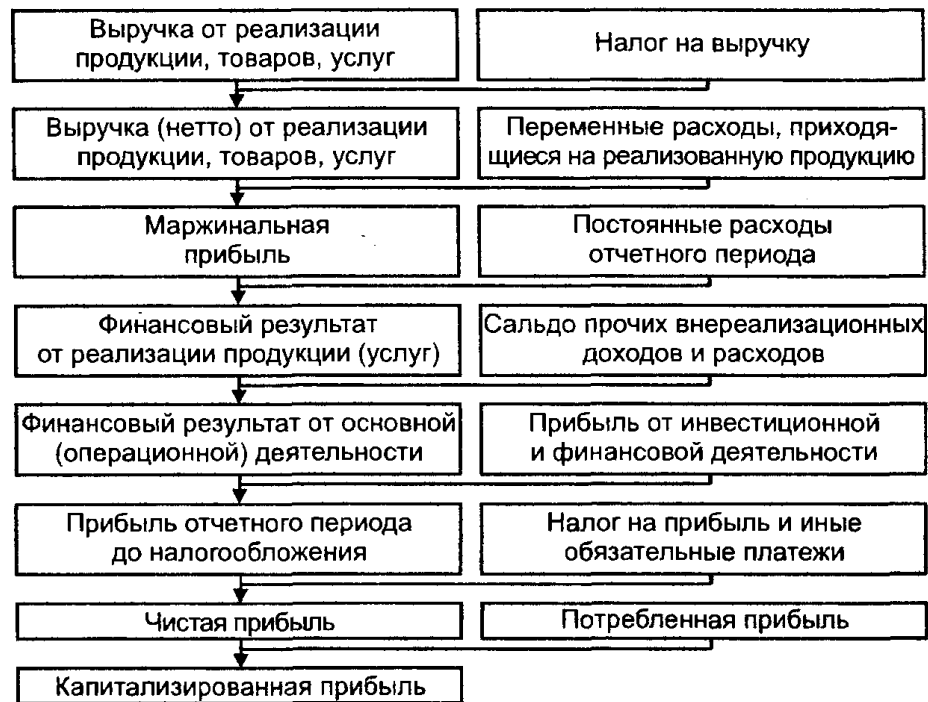 Выручка от реализации
продукции, товаров, услуг
Налог на выручку
Выручка (нетто) от реализации
продукции, товаров, услуг
Переменные расходы, приходя-
щиеся на реализованную продукцию
Маржинальная
прибыль
Постоянные расходы
отчетного периода
Финансовый результат
от реализации продукции (услуг)
Сальдо прочих внереализационных
доходов и расходов
Финансовый результат от основной
(операционной) деятельности
Прибыль от инвестиционной
и финансовой деятельности
Прибыль отчетного периода
до налогообложения
Налог на прибыль и иные
обязательные платежи
Чистая прибыль
Потребленная прибыль
Капитализированная прибыль